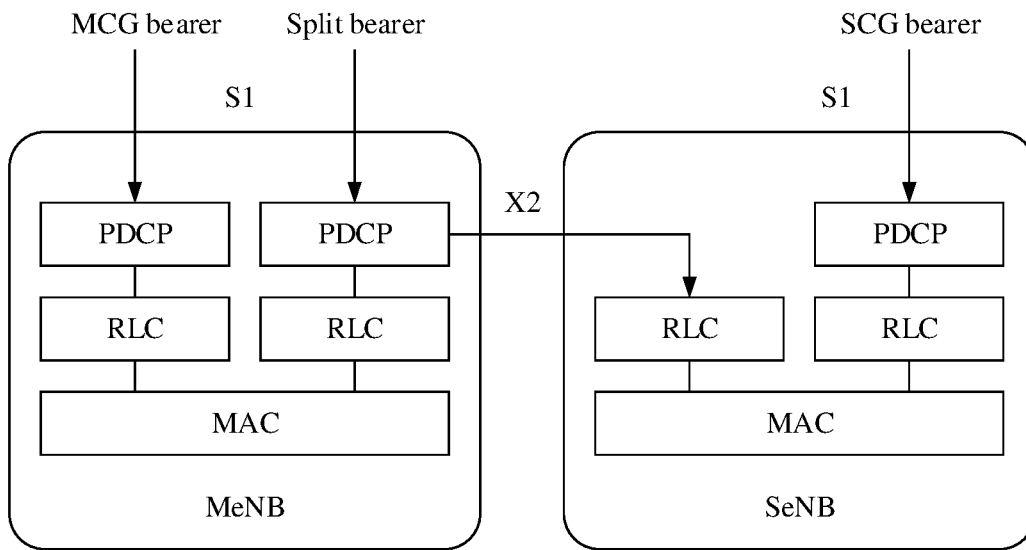 MCG bearer
Split bearer
SCG bearer
S1
S1
X2
PDCP
PDCP
PDCP
RLC
RLC
RLC
RLC
MAC
MAC
MeNB
SeNB